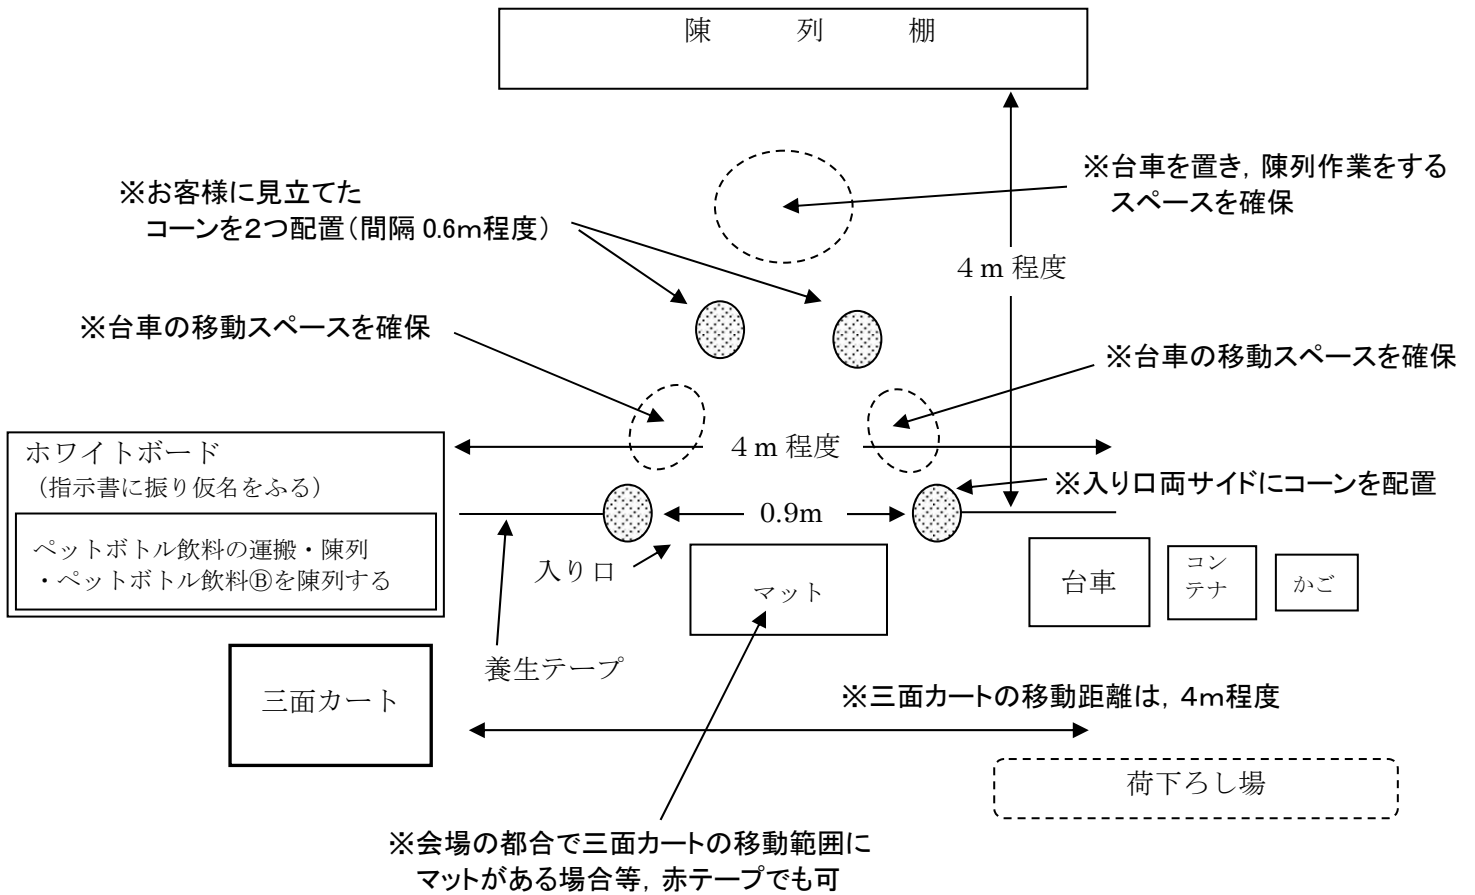 陳　列　棚
※台車を置き，陳列作業をする
スペースを確保
※お客様に見立てた
コーンを2つ配置（間隔 0.6m程度）
４m 程度
※台車の移動スペースを確保
※台車の移動スペースを確保
ホワイトボード
（指示書に振り仮名をふる）
４m 程度
※入り口両サイドにコーンを配置
0.9m
ペットボトル飲料の運搬・陳列
・ペットボトル飲料Ⓑを陳列する
入り口
マット
台車
コン
テナ
かご
養生テープ
三面カート
※三面カートの移動距離は，4m程度
荷下ろし場
※会場の都合で三面カートの移動範囲に
マットがある場合等，赤テープでも可